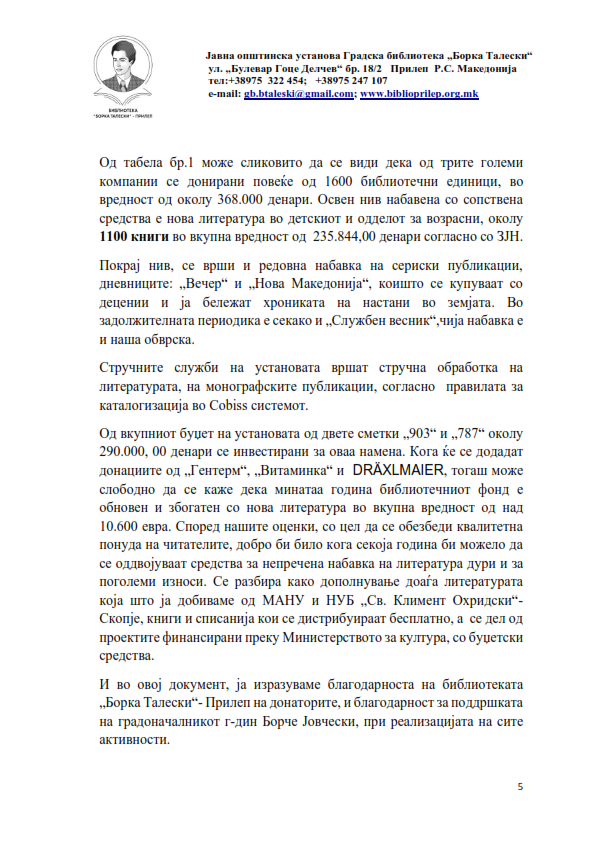 Јавна општинска установа Градска библиотека „Борка Талески“
ул. „Булевар Гоце Делчев“ бр. 18/2 Прилеп Р.С. Македонија
тел:+38975 322 454; +38975 247 107
e-mail: gb.btaleski@gmail.com; www.biblioprilep.org.mk
БИБЛИОТЕКА
"БОРКА ТАЛЕСКИ" - ПРИЛЕП
Од табела бр.1 може сликовито да се види дека од трите големи
компании се донирани повеќе од 1600 библиотечни единици, во
вредност од околу 368.000 денари. Освен нив набавена со сопствена
средства е нова литература во детскиот и одделот за возрасни, околу
1100 книги во вкупна вредност од 235.844,00 денари согласно со ЗЈН.
Покрај нив, се врши и редовна набавка на сериски публикации,
дневниците: „Вечер“ и „Нова Македонија“, коишто се купуваат со
децении и ја бележат хрониката на настани во земјата. Во
задолжителната периодика е секако и „Службен весник“,чија набавка е
и наша обврска.
Стручните служби на установата вршат стручна обработка на
литературата, на монографските публикации, согласно правилата за
каталогизација во Cobiss системот.
Од вкупниот буџет на установата од двете сметки „903“ и „787“ околу
290.000, 00 денари се инвестирани за оваа намена. Кога ќе се додадат
донациите од „Гентерм“, „Витаминка“ и DRÄXLMAIER, тогаш може
слободно да се каже дека минатаа година библиотечниот фонд е
обновен и збогатен со нова литература во вкупна вредност од над
10.600 евра. Според нашите оценки, со цел да се обезбеди квалитетна
понуда на читателите, добро би било кога секоја година би можело да
се оддвојуваат средства за непречена набавка на литература дури и за
поголеми износи. Се разбира како дополнување доаѓа литературата
која што ја добиваме од МАНУ и НУБ „Св. Климент Охридски“-
Скопје, книги и списанија кои се дистрибуираат бесплатно, а се дел од
проектите финансирани преку Министерството за култура, со буџетски
средства.
И во овој документ, ја изразуваме благодарноста на библиотеката
„Борка Талески“- Прилеп на донаторите, и благодарност за поддршката
на градоначалникот г-дин Борче Јовчески, при реализацијата на сите
активности.
5